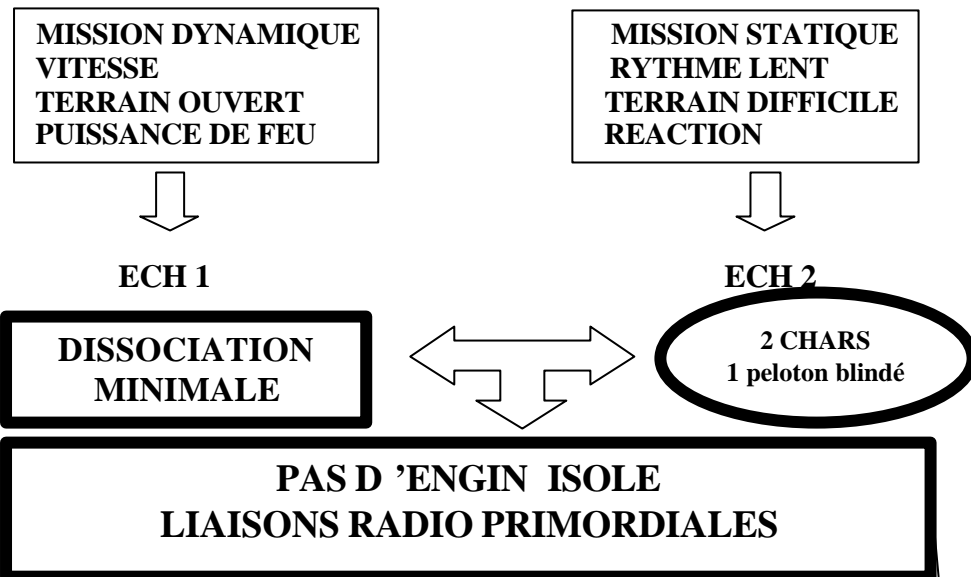 MISSION DYNAMIQUE
VITESSE
TERRAIN OUVERT
PUISSANCE DE FEU
MISSION STATIQUE
RYTHME LENT
TERRAIN DIFFICILE
REACTION
ECH 1
ECH 2
DISSOCIATION
MINIMALE
2 CHARS
1 peloton blindé
PAS D ’ENGIN ISOLE
LIAISONS RADIO PRIMORDIALES